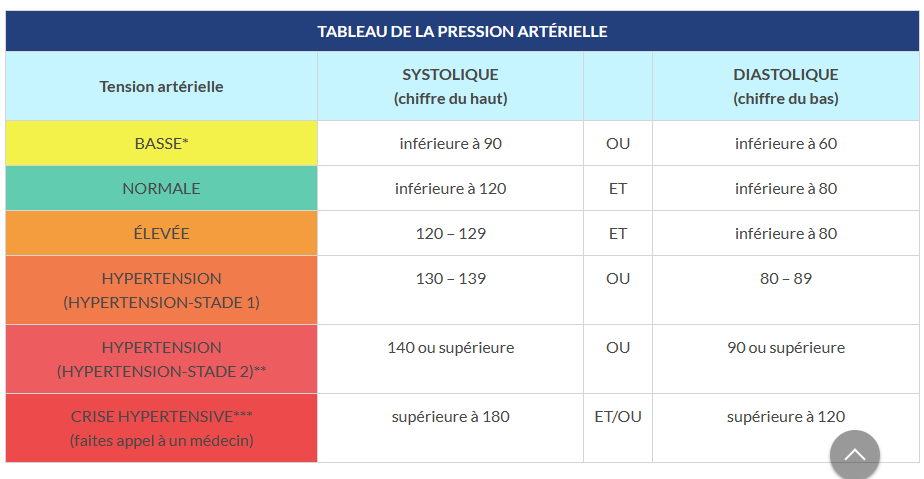 TABLEAU DE LA PRESSION ARTÉRIELLE
Tension artérielle
SYSTOLIQUE
(chiffre du haut)
DIASTOLIQUE
(chiffre du bas)
BASSE* inférieure à 90 OU inférieure à 60
NORMALE inférieure à 120 ET inférieure à 80
ÉLEVÉE 120 – 129 ET inférieure à 80
HYPERTENSION 130 – 139 OU 80 – 89
(HYPERTENSION-STADE 1)
HYPERTENSION 140 ou supérieure OU 90 ou supérieure
(HYPERTENSION-STADE 2)**
CRISE HYPERTENSIVE*** supérieure à 180 ET/OU supérieure à 120
(faites appel à un médecin)